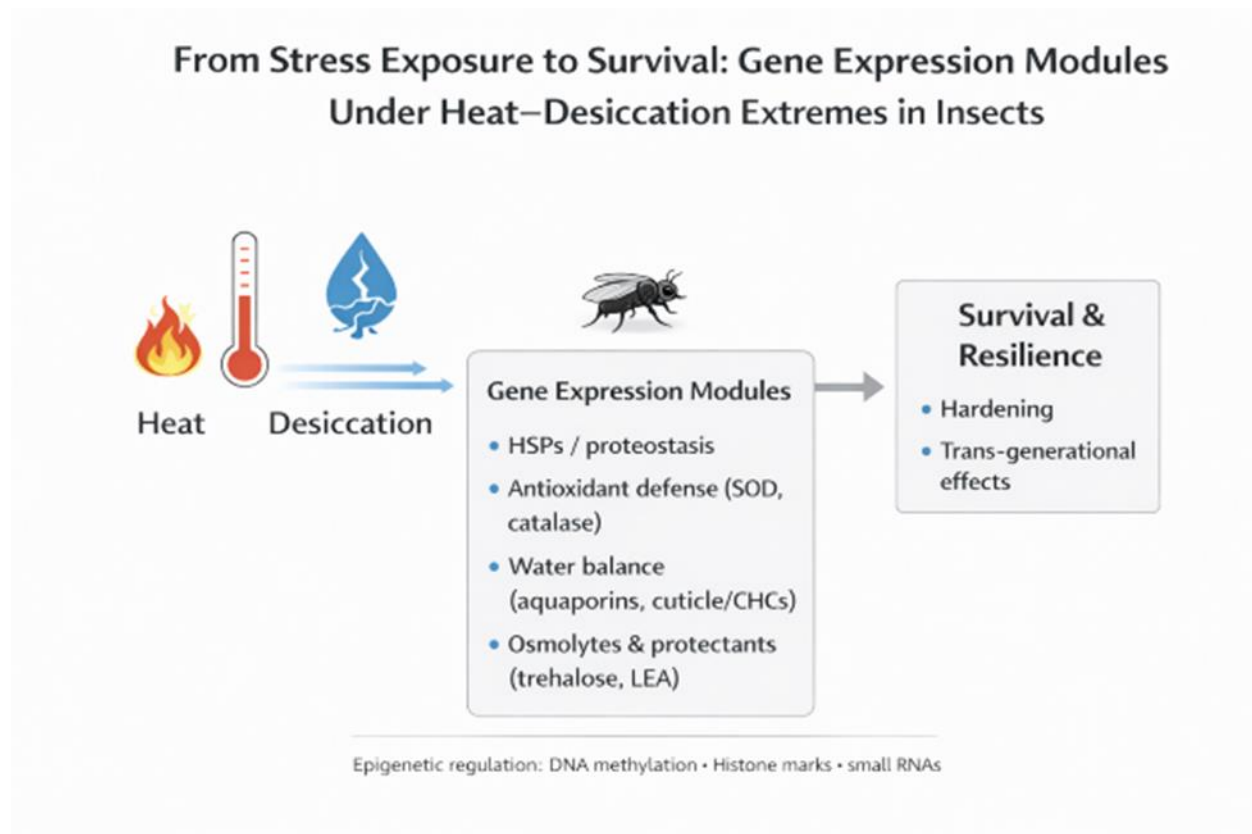 From Stress Exposure to Survival: Gene Expression Modules
Under Heat–Desiccation Extremes in Insects
Heat
Desiccation
Gene Expression Modules
• HSPs / proteostasis
• Antioxidant defense (SOD,
catalase)
• Water balance
(aquaporins, cuticle/CHCs)
• Osmolytes & protectants
(trehalose, LEA)
Survival &
Resilience
• Hardening
• Trans-generational
effects
Epigenetic regulation: DNA methylation • Histone marks • small RNAs